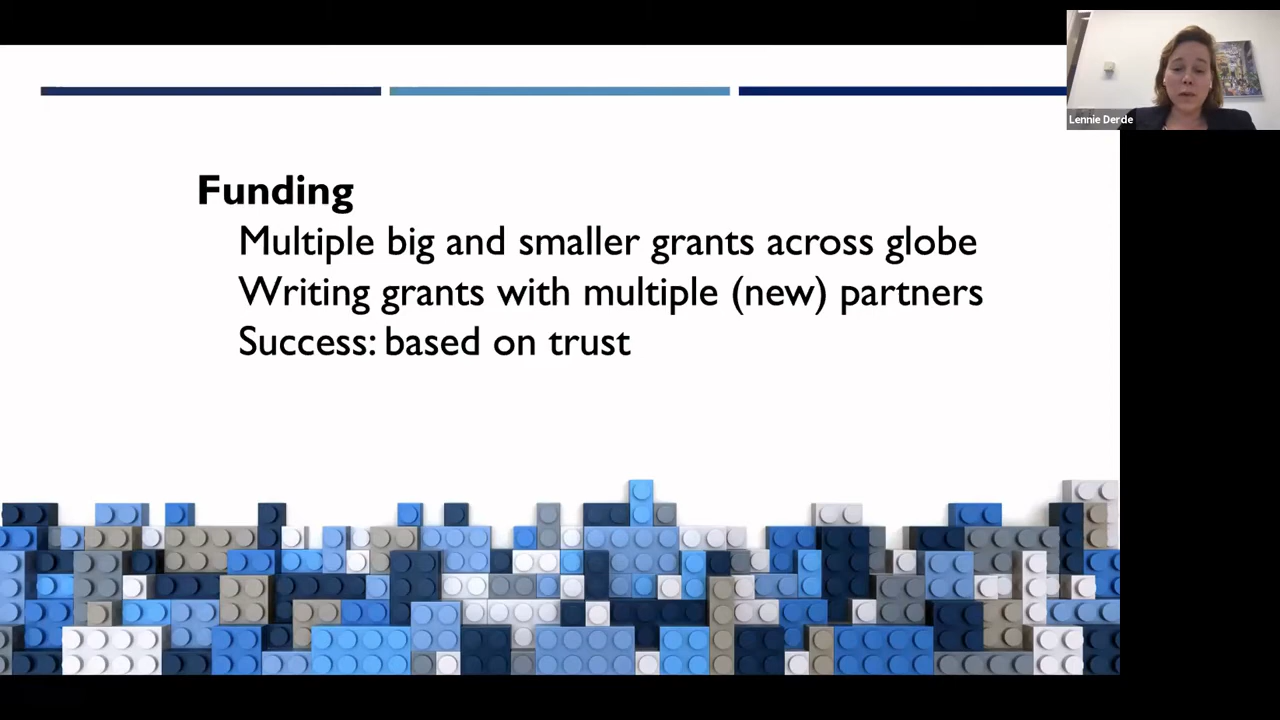 Funding
Multiple big and smaller grants across globe
Writing grants with multiple (new) partners
Success: based on trust
Lennie Derde